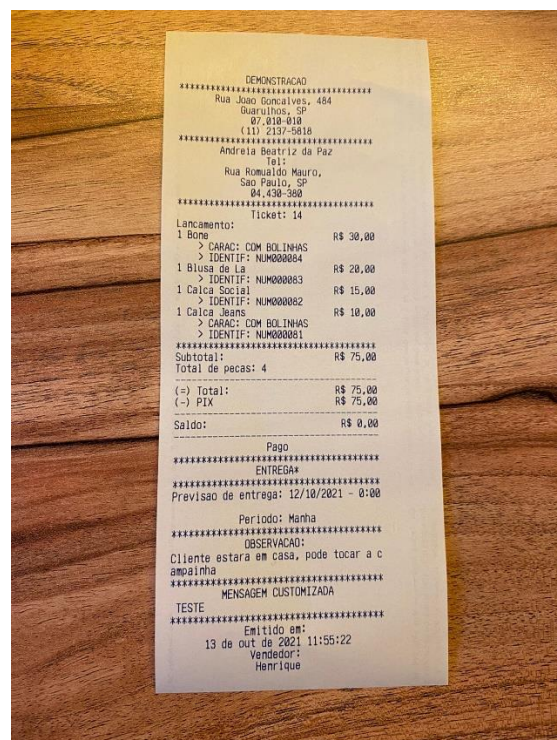 DEMONSTRACAO
****************************************
Rua Joao Goncalves, 484
Guarulhos, SP
07.010-010
(11) 2137-5818
****************************************
Andreia Beatriz da Paz
Tel:
Rua Romualdo Mauro,
Sao Paulo, SP
04.430-380
****************************************
Ticket: 14
Lancamento:
1 Bone R$ 30,00
> CARAC: COM BOLINHAS
> IDENTIF: NUM000084
1 Blusa de La R$ 20,00
> IDENTIF: NUM000083
1 Calca Social R$ 15,00
> IDENTIF: NUM000082
1 Calca Jeans R$ 10,00
> CARAC: COM BOLINHAS
> IDENTIF: NUM000081
****************************************
Subtotal: R$ 75,00
Total de pecas: 4
----------------------------------------
(=) Total: R$ 75,00
(-) PIX R$ 75,00
----------------------------------------
Saldo: R$ 0,00
----------------------------------------
Pago
****************************************
ENTREGA*
****************************************
Previsao de entrega: 12/10/2021 - 0:00
Periodo: Manha
****************************************
OBSERVACAO:
Cliente estara em casa, pode tocar a c
ampainha
****************************************
MENSAGEM CUSTOMIZADA
TESTE
****************************************
Emitido em:
13 de out de 2021 11:55:22
Vendedor:
Henrique